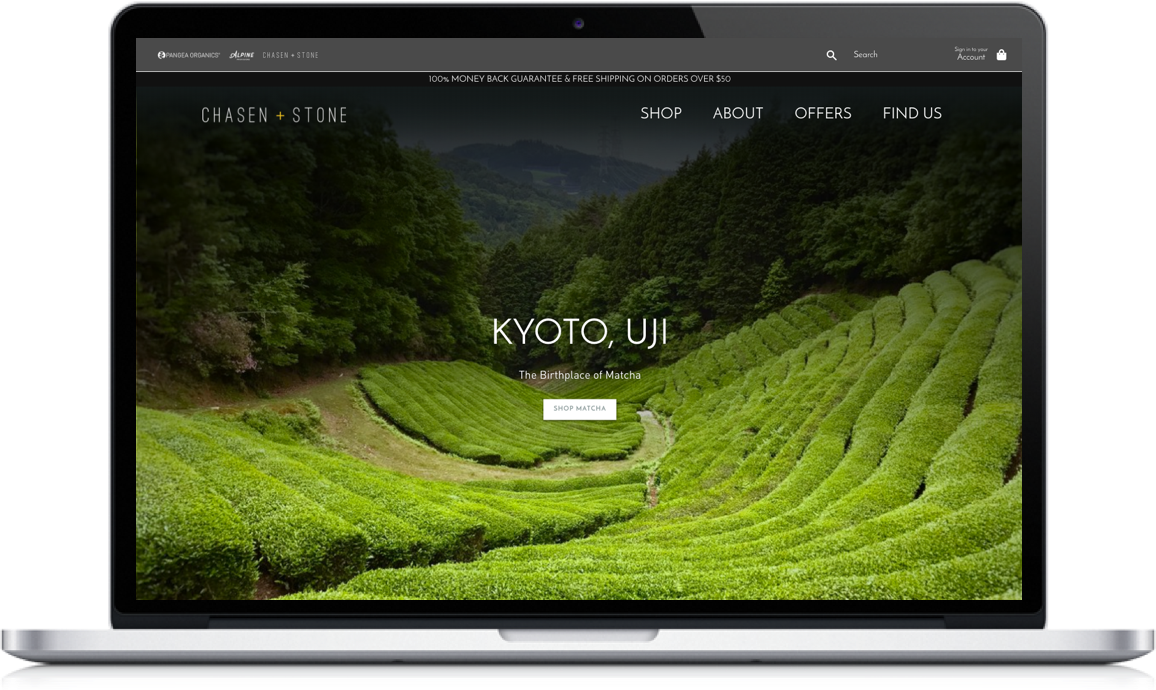 PANGEA ORGANICS
ALPINE
CHASEN + STONE
Search
Sign in to your
Account
100% MONEY BACK GUARANTEE & FREE SHIPPING ON ORDERS OVER $50
CHASEN + STONE
SHOP ABOUT OFFERS FIND US
KYOTO, UJI
The Birthplace of Matcha
SHOP MATCHA